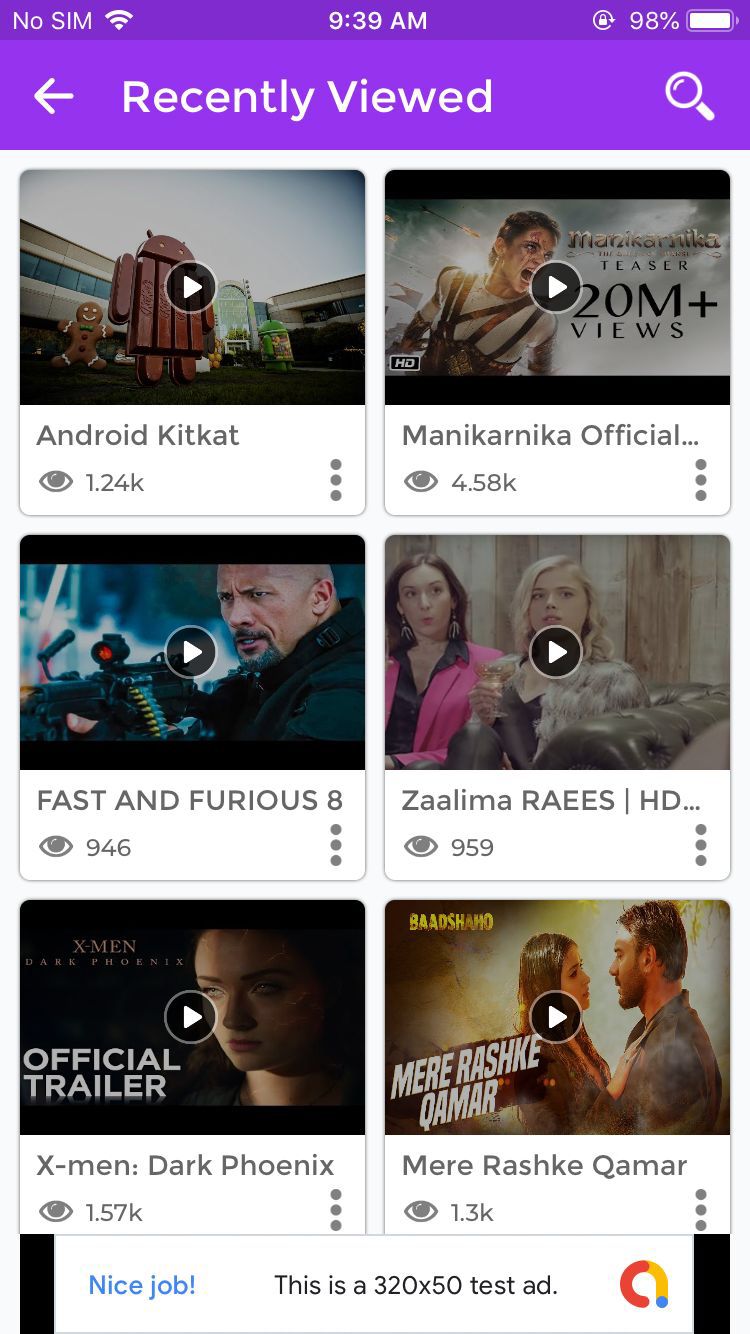 No SIM 9:39 AM 98%
Recently Viewed
Manikarnika
TEASER
20M+
VIEWS
HD
Android Kitkat
Manikarnika Official...
1.24k
4.58k
FAST AND FURIOUS 8
Zaalima RAEES | HD...
946
959
X-MEN
DARK PHOENIX
OFFICIAL
TRAILER
BAADSHAHO
MERE RASHKE
QAMAR
X-men: Dark Phoenix
Mere Rashke Qamar
1.57k
1.3k
Nice job! This is a 320x50 test ad.